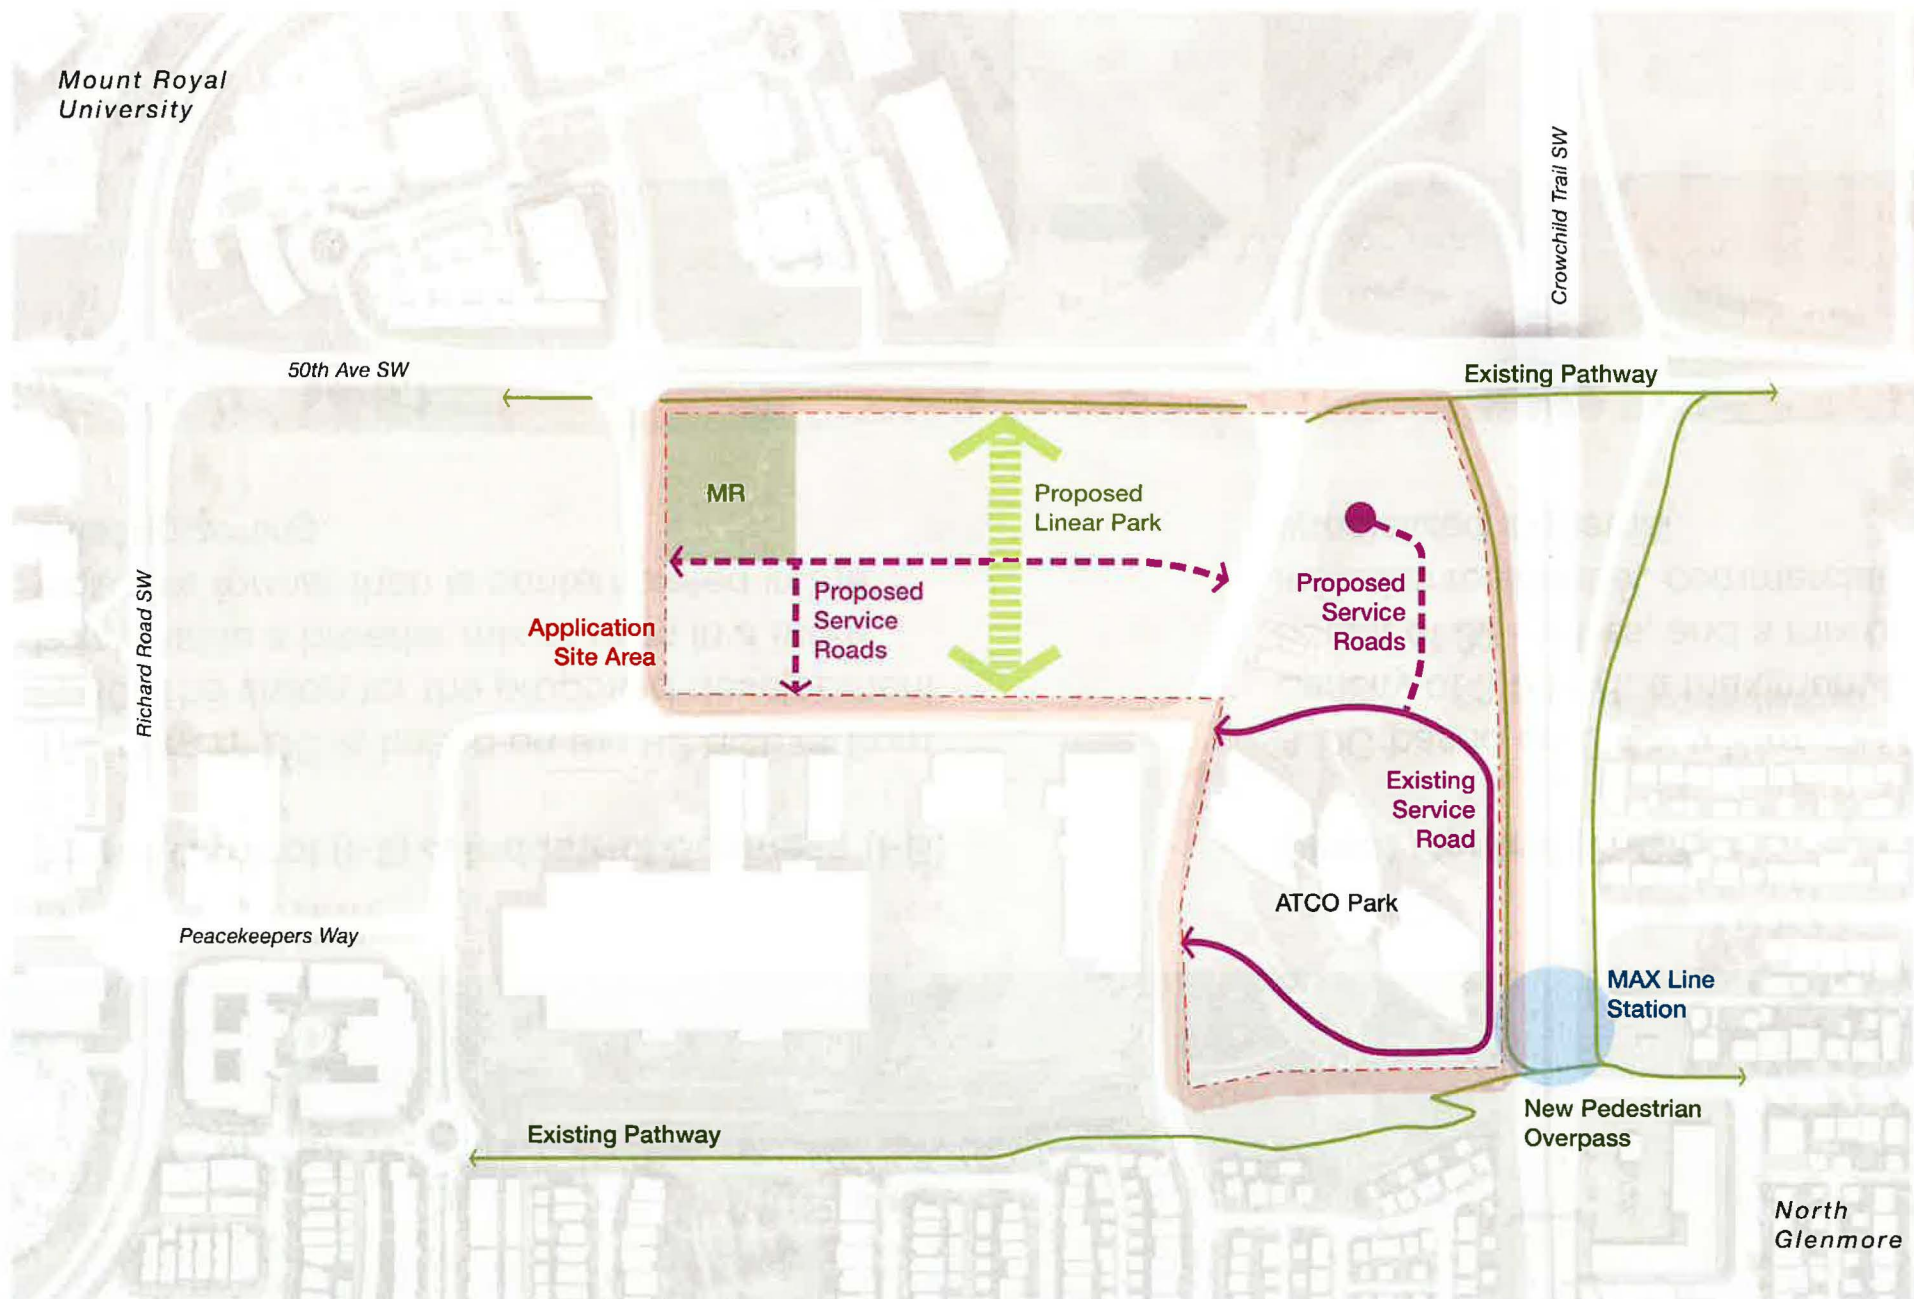 Mount Royal
University
Crowchild Trail SW
50th Ave SW
Existing Pathway
MR
Proposed
Linear Park
Proposed
Service
Roads
Proposed
Service
Roads
Application
Site Area
Richard Road SW
Existing
Service
Road
ATCO Park
Peacekeepers Way
MAX Line
Station
New Pedestrian
Overpass
Existing Pathway
North
Glenmore